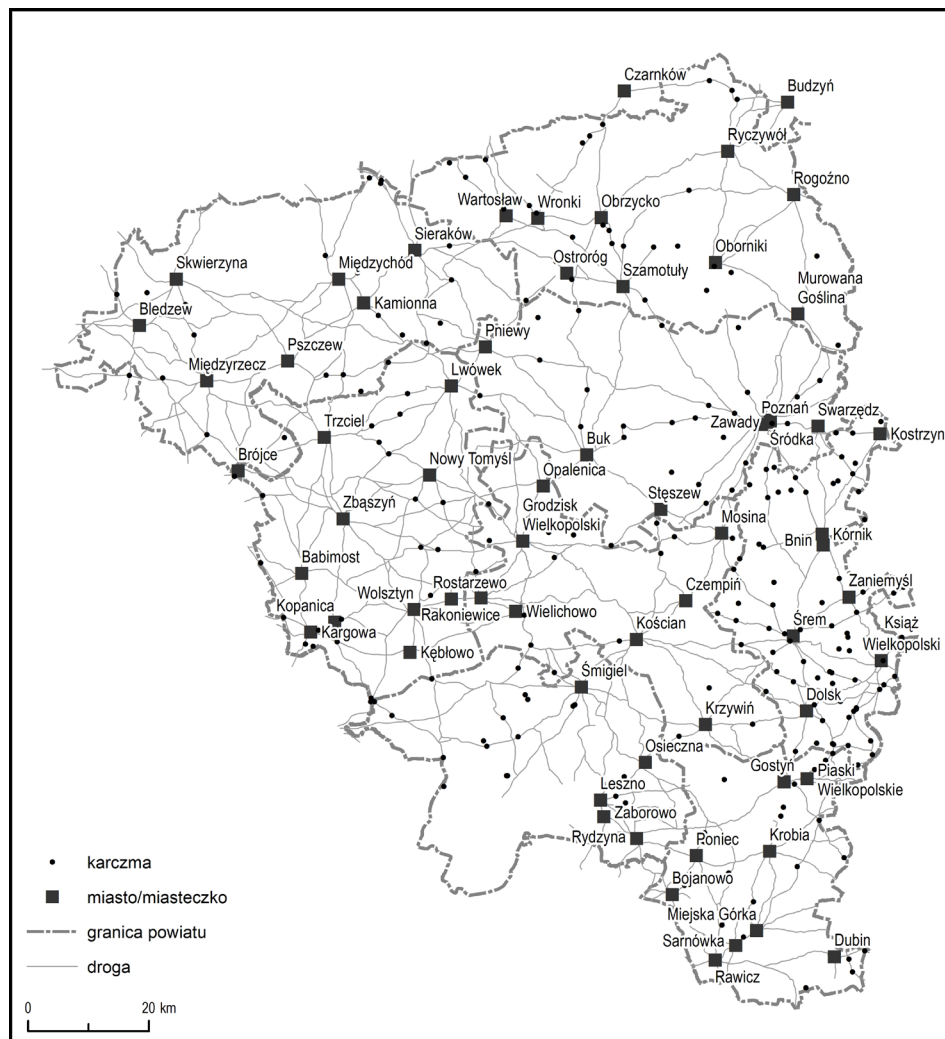 Czarnków
Budzyń
Ryczywół
Rogoźno
Wartosław
Wronki
Obrzycko
Sieraków
Oborniki
Ostroróg
Skwierzyna
Międzychód
Szamotuły
Murowana
Goślina
Kamionna
Bledzew
Pniewy
Pszczew
Międzyrzecz
Lwówek
Poznań
Swarzędz
Zawady
Trzciel
Środka
Kostrzyn
Buk
Brójce
Nowy Tomyśl
Opalenica
Zbąszyń
Grodzisk
Wielkopolski
Stęszew
Mosina
Bnin
Kórnik
Babimost
Rostarzewo
Czempiń
Zaniemyśl
Wolsztyn
Kopanica
Rakoniewice
Wielichowo
Kościan
Śrem
Książ
Wielkopolski
Kargowa
Kębłowo
Śmigiel
Dolsk
Krzywiń
Osieczna
Gostyń
Piaski
Wielkopolskie
Leszno
Zaborowo
Rydzyna
Poniec
Krobia
karczma
Bojanowo
miasto/miasteczko
Miejska Górka
granica powiatu
Sarnówka
Dubin
droga
Rawicz
0 20 km